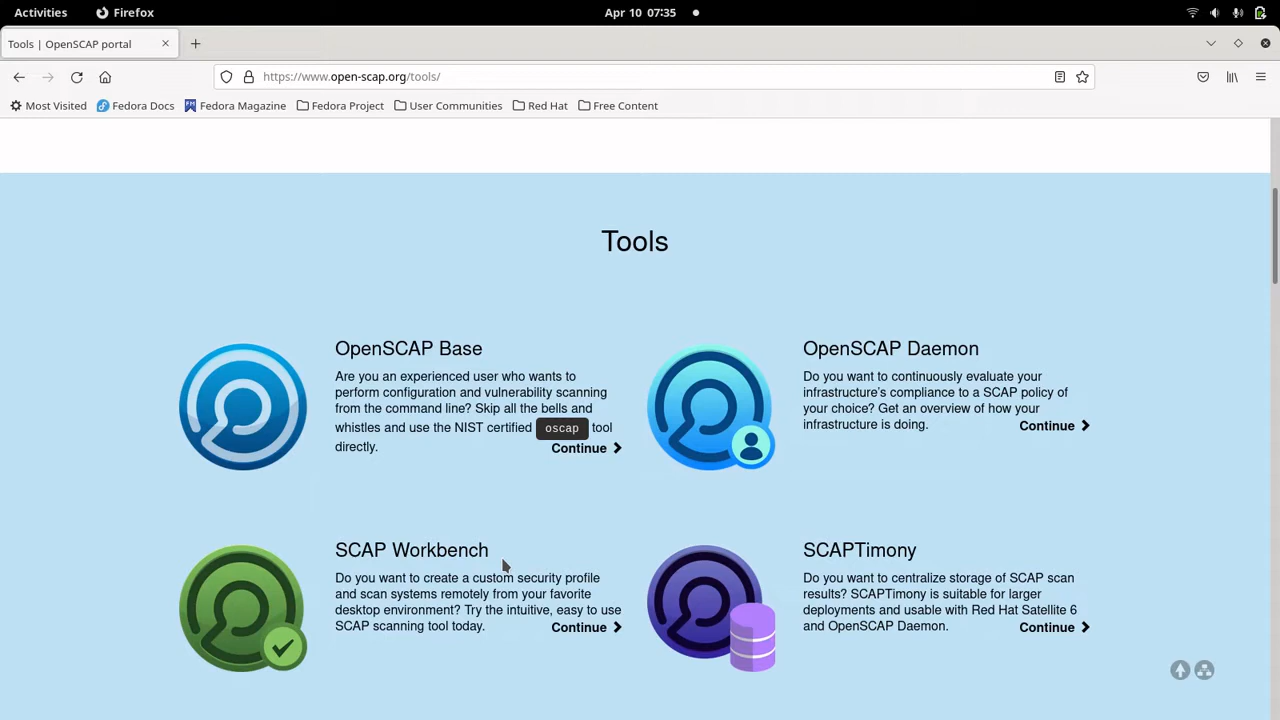 Activities
Firefox
Apr 10 07:35
Tools | OpenSCAP portal
https://www.open-scap.org/tools/
Most Visited
Fedora Docs
Fedora Magazine
Fedora Project
User Communities
Red Hat
Free Content
Tools
OpenSCAP Base
Are you an experienced user who wants to
perform configuration and vulnerability scanning
from the command line? Skip all the bells and
whistles and use the NIST certified oscap tool
directly.
Continue
OpenSCAP Daemon
Do you want to continuously evaluate your
infrastructure’s compliance to a SCAP policy of
your choice? Get an overview of how your
infrastructure is doing.
Continue
SCAP Workbench
Do you want to create a custom security profile
and scan systems remotely from your favorite
desktop environment? Try the intuitive, easy to use
SCAP scanning tool today.
Continue
SCAPTimony
Do you want to centralize storage of SCAP scan
results? SCAPTimony is suitable for larger
deployments and usable with Red Hat Satellite 6
and OpenSCAP Daemon.
Continue